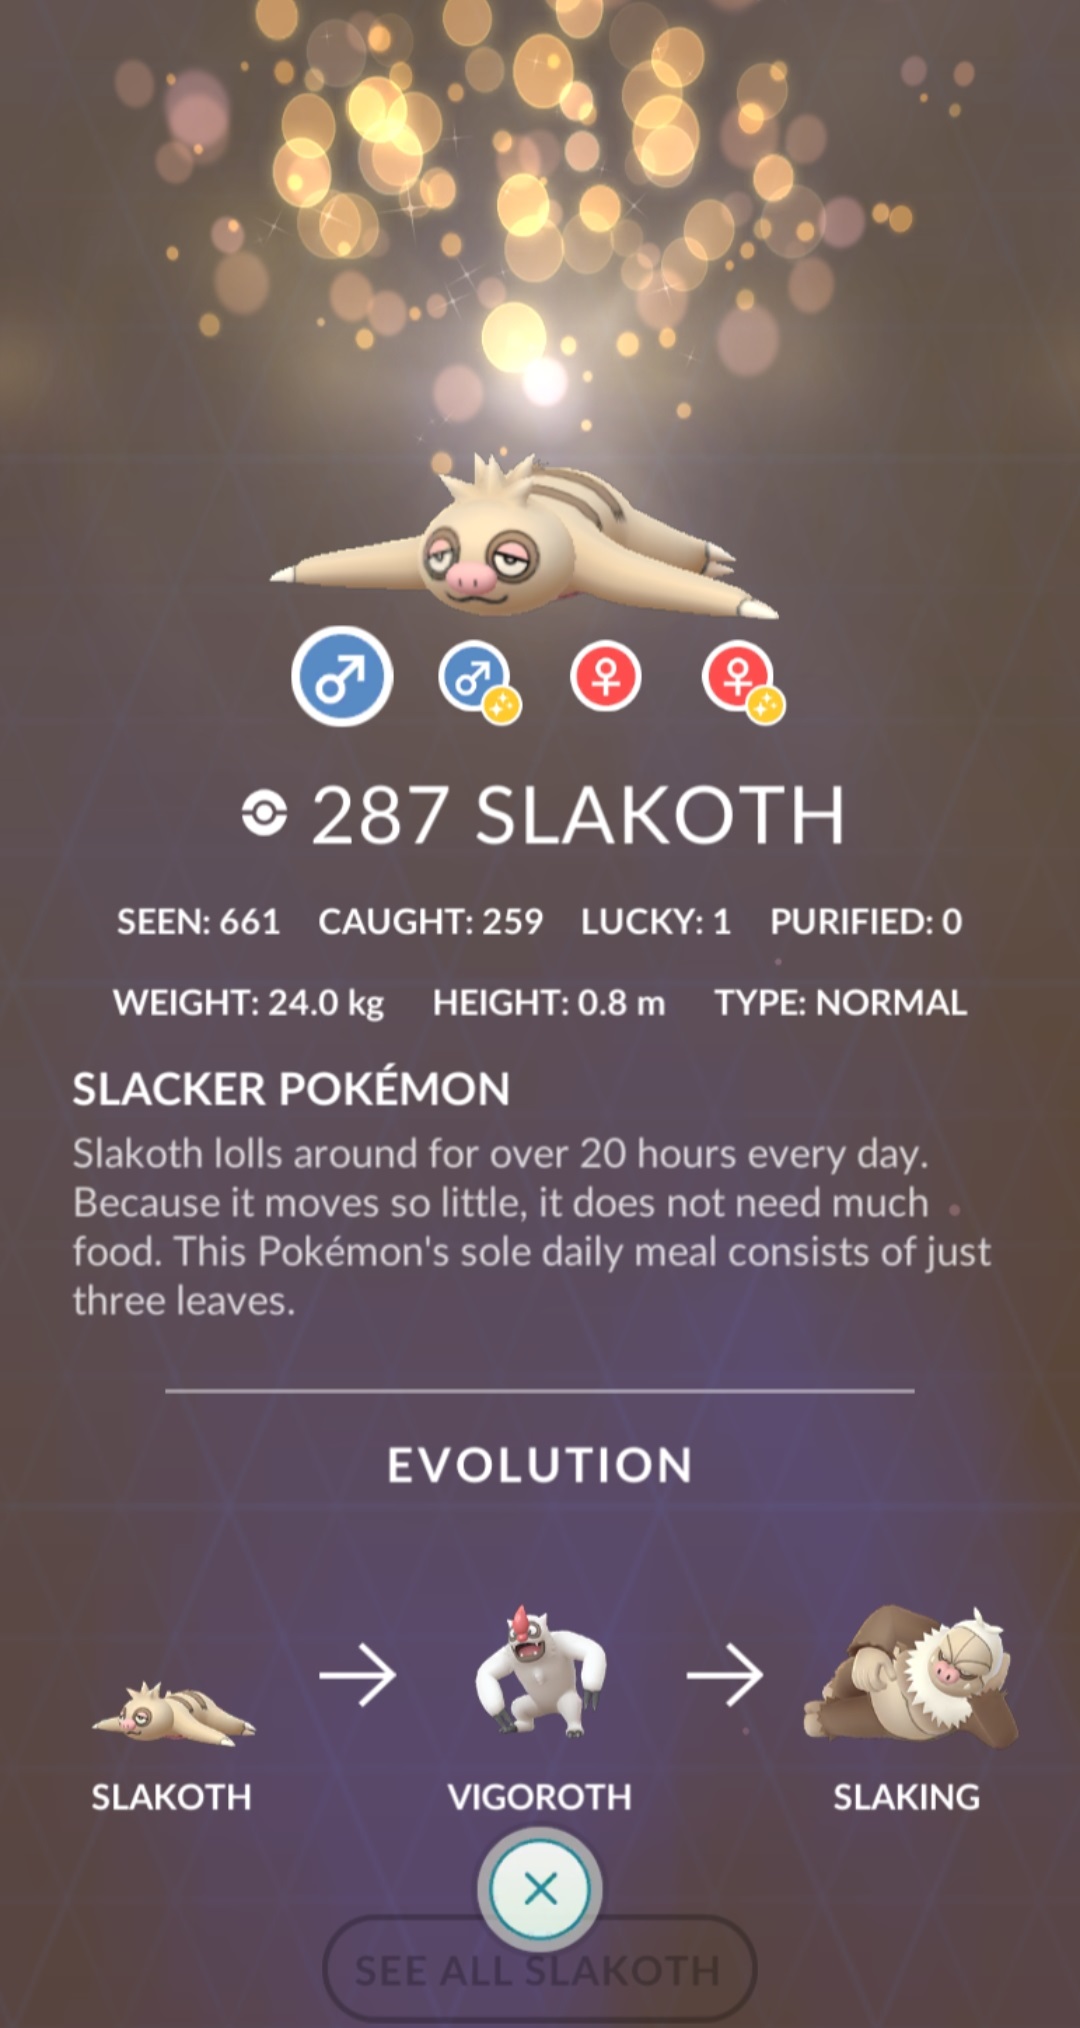 287 SLAKOTH
SEEN: 661 CAUGHT: 259 LUCKY: 1 PURIFIED: 0
WEIGHT: 24.0 kg HEIGHT: 0.8 m TYPE: NORMAL
SLACKER POKÉMON
Slakoth lolls around for over 20 hours every day.
Because it moves so little, it does not need much
food. This Pokémon's sole daily meal consists of just
three leaves.
EVOLUTION
SLAKOTH VIGOROTH SLAKING
SEE ALL SLAKOTH